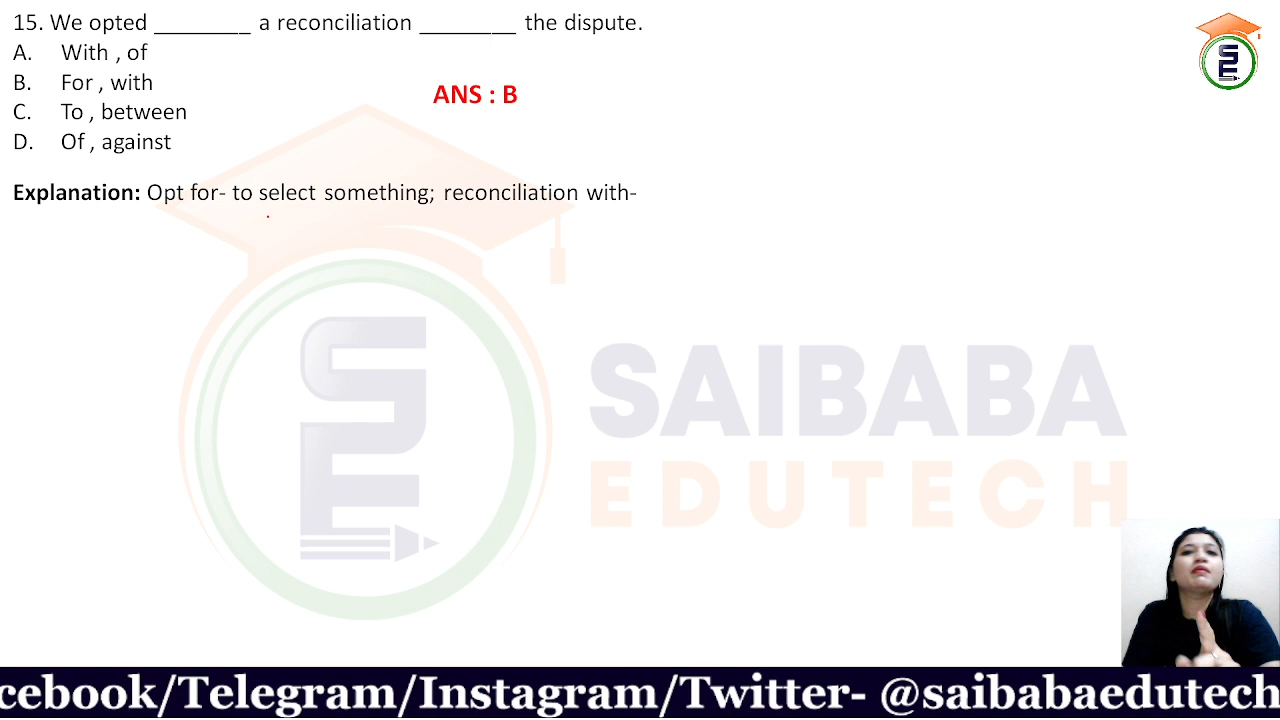 15. We opted ________ a reconciliation ________ the dispute.
A. With , of
B. For , with
ANS : B
C. To , between
D. Of , against
Explanation: Opt for- to select something; reconciliation with-
SAIBABA
EDUTECH
cebook/Telegram/Instagram/Twitter- @saibabaedutech